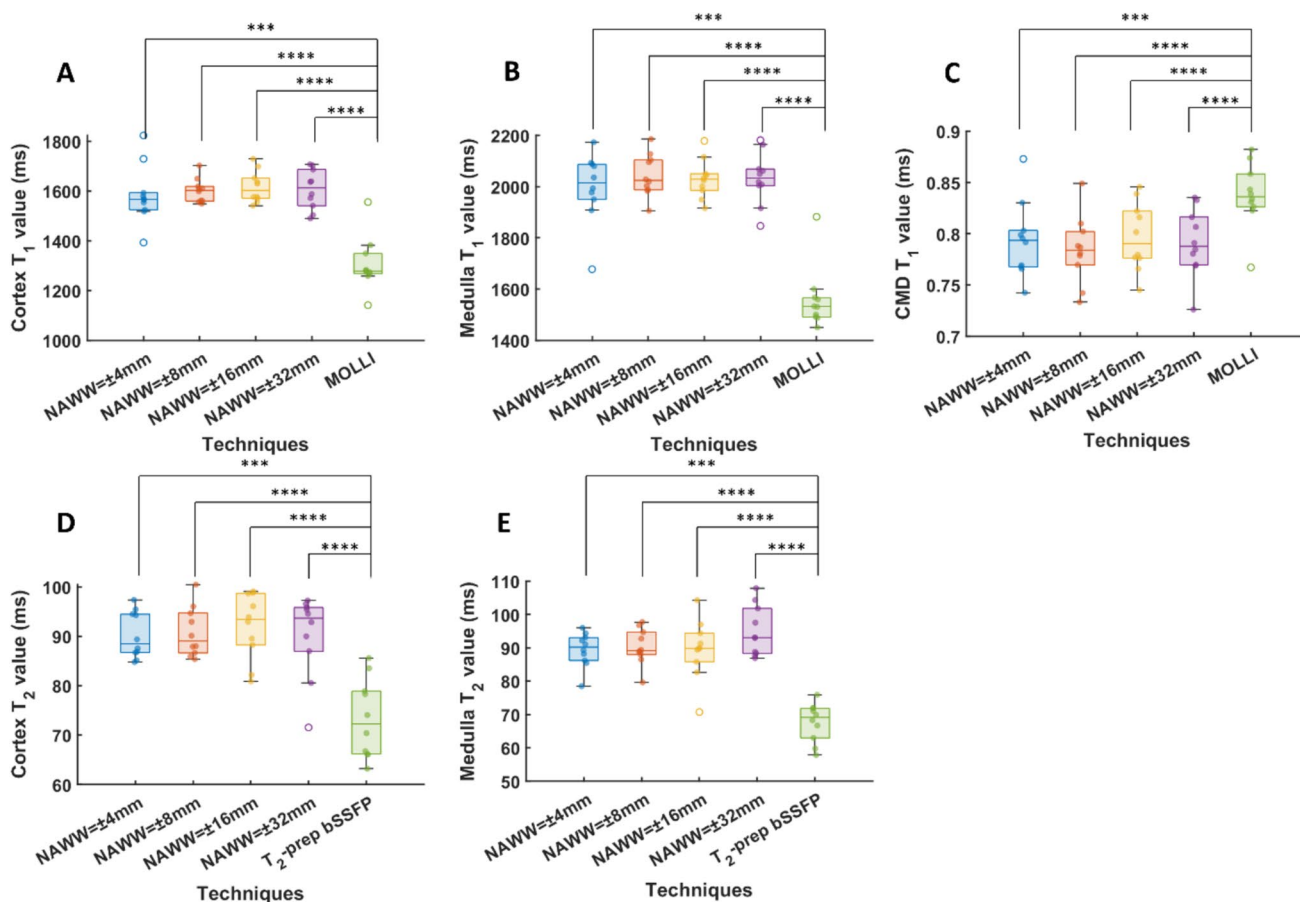 A
***
****
****
****
Cortex T1 value (ms)
1800
1600
1400
1200
1000
NAWW=±4mm
NAWW=±8mm
NAWW=±16mm
NAWW=±32mm
MOLLI
Techniques
B
***
****
****
****
Medulla T1 value (ms)
2200
2000
1800
1600
1400
NAWW=±4mm
NAWW=±8mm
NAWW=±16mm
NAWW=±32mm
MOLLI
Techniques
C
***
****
****
****
CMD T1 value (ms)
0.9
0.85
0.8
0.75
0.7
NAWW=±4mm
NAWW=±8mm
NAWW=±16mm
NAWW=±32mm
MOLLI
Techniques
D
***
****
****
****
Cortex T2 value (ms)
100
90
80
70
60
NAWW=±4mm
NAWW=±8mm
NAWW=±16mm
NAWW=±32mm
T2-prep bSSFP
Techniques
E
***
****
****
****
Medulla T2 value (ms)
110
100
90
80
70
60
50
NAWW=±4mm
NAWW=±8mm
NAWW=±16mm
NAWW=±32mm
T2-prep bSSFP
Techniques